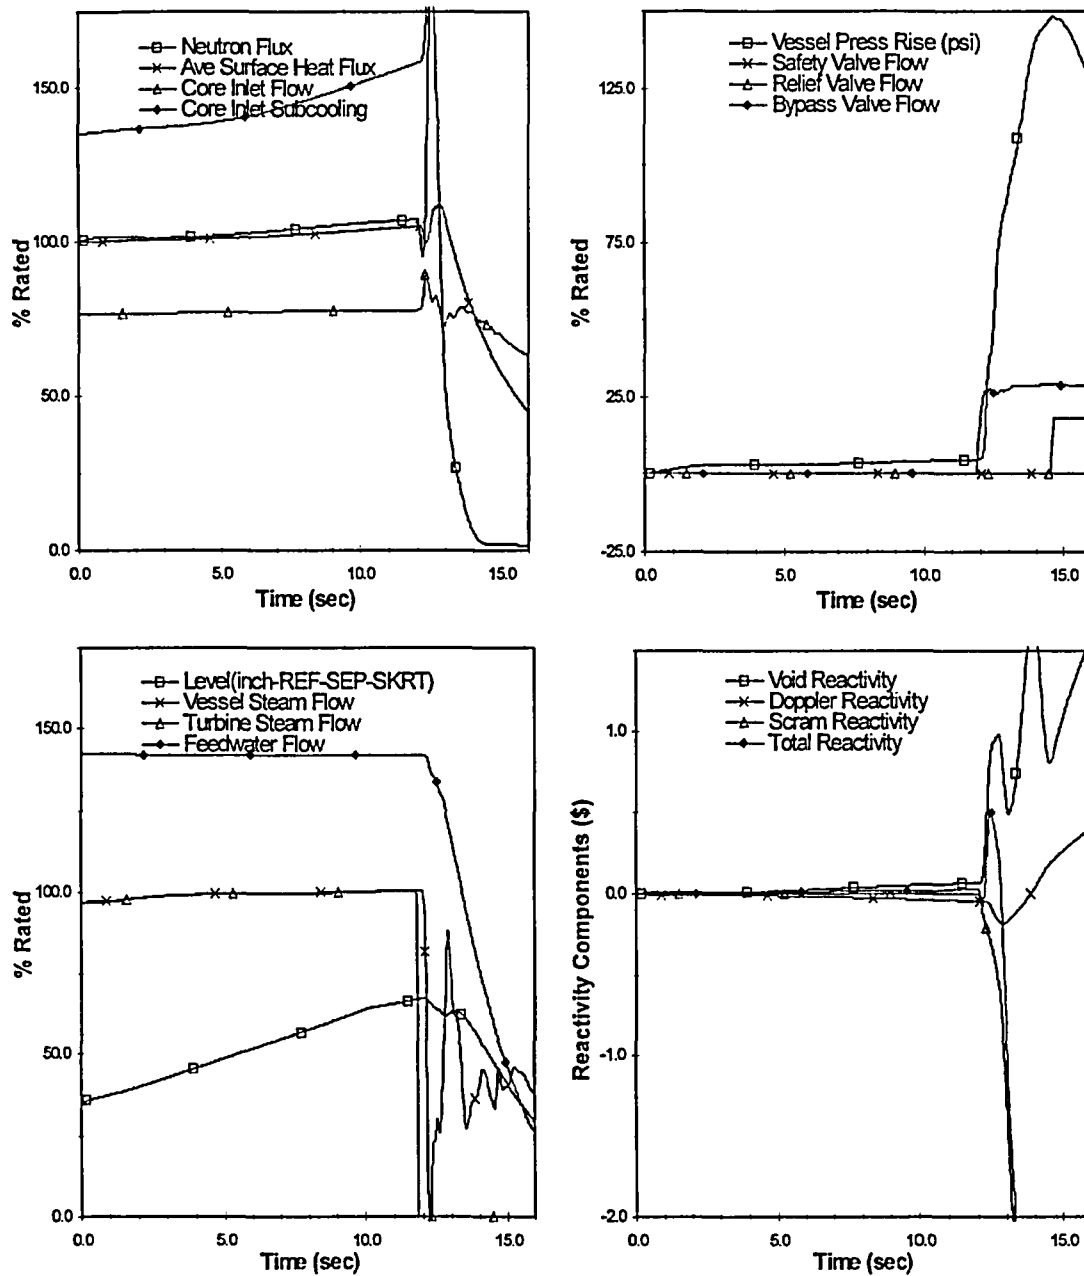 Neutron Flux
Ave Surface Heat Flux
Core Inlet Flow
Core Inlet Subcooling
150.0
100.0
50.0
0.0
% Rated
0.0
5.0
10.0
15.0
Time (sec)
Vessel Press Rise (psi)
Safety Valve Flow
Relief Valve Flow
Bypass Valve Flow
125.0
75.0
25.0
-25.0
% Rated
0.0
5.0
10.0
15.0
Time (sec)
Level(inch-REF-SEP-SKRT)
Vessel Steam Flow
Turbine Steam Flow
Feedwater Flow
150.0
100.0
50.0
0.0
% Rated
0.0
5.0
10.0
15.0
Time (sec)
Void Reactivity
Doppler Reactivity
Scram Reactivity
Total Reactivity
1.0
0.0
-1.0
-2.0
Reactivity Components ($)
0.0
5.0
10.0
15.0
Time (sec)